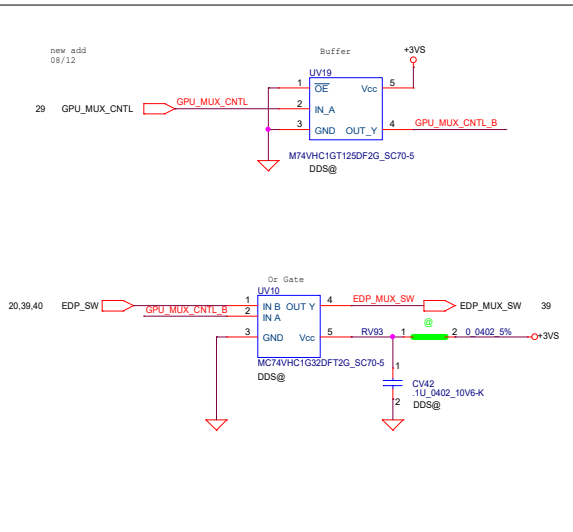 new add
08/12
Buffer
+3VS
UV19
1 OE Vcc 5
29 GPU_MUX_CNTL GPU_MUX_CNTL 2 IN_A
3 GND OUT_Y 4 GPU_MUX_CNTL_B
M74VHC1GT125DF2G_SC70-5
DDS@
Or Gate
UV10
20,39,40 EDP_SW 1 IN B OUT Y 4 EDP_MUX_SW EDP_MUX_SW 39
GPU_MUX_CNTL_B 2 IN A
@
3 GND Vcc 5 RV93 1 2 0_0402_5% +3VS
MC74VHC1G32DFT2G_SC70-5
DDS@
1
CV42
.1U_0402_10V6-K
2
DDS@